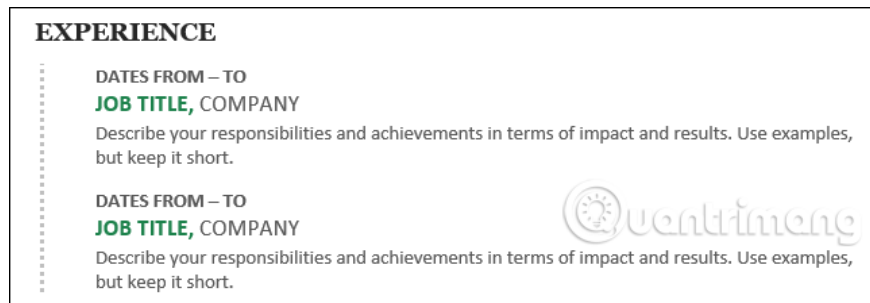 EXPERIENCE
DATES FROM – TO
JOB TITLE, COMPANY
Describe your responsibilities and achievements in terms of impact and results. Use examples,
but keep it short.
DATES FROM – TO
JOB TITLE, COMPANY
Quantrimang
Describe your responsibilities and achievements in terms of impact and results. Use examples,
but keep it short.